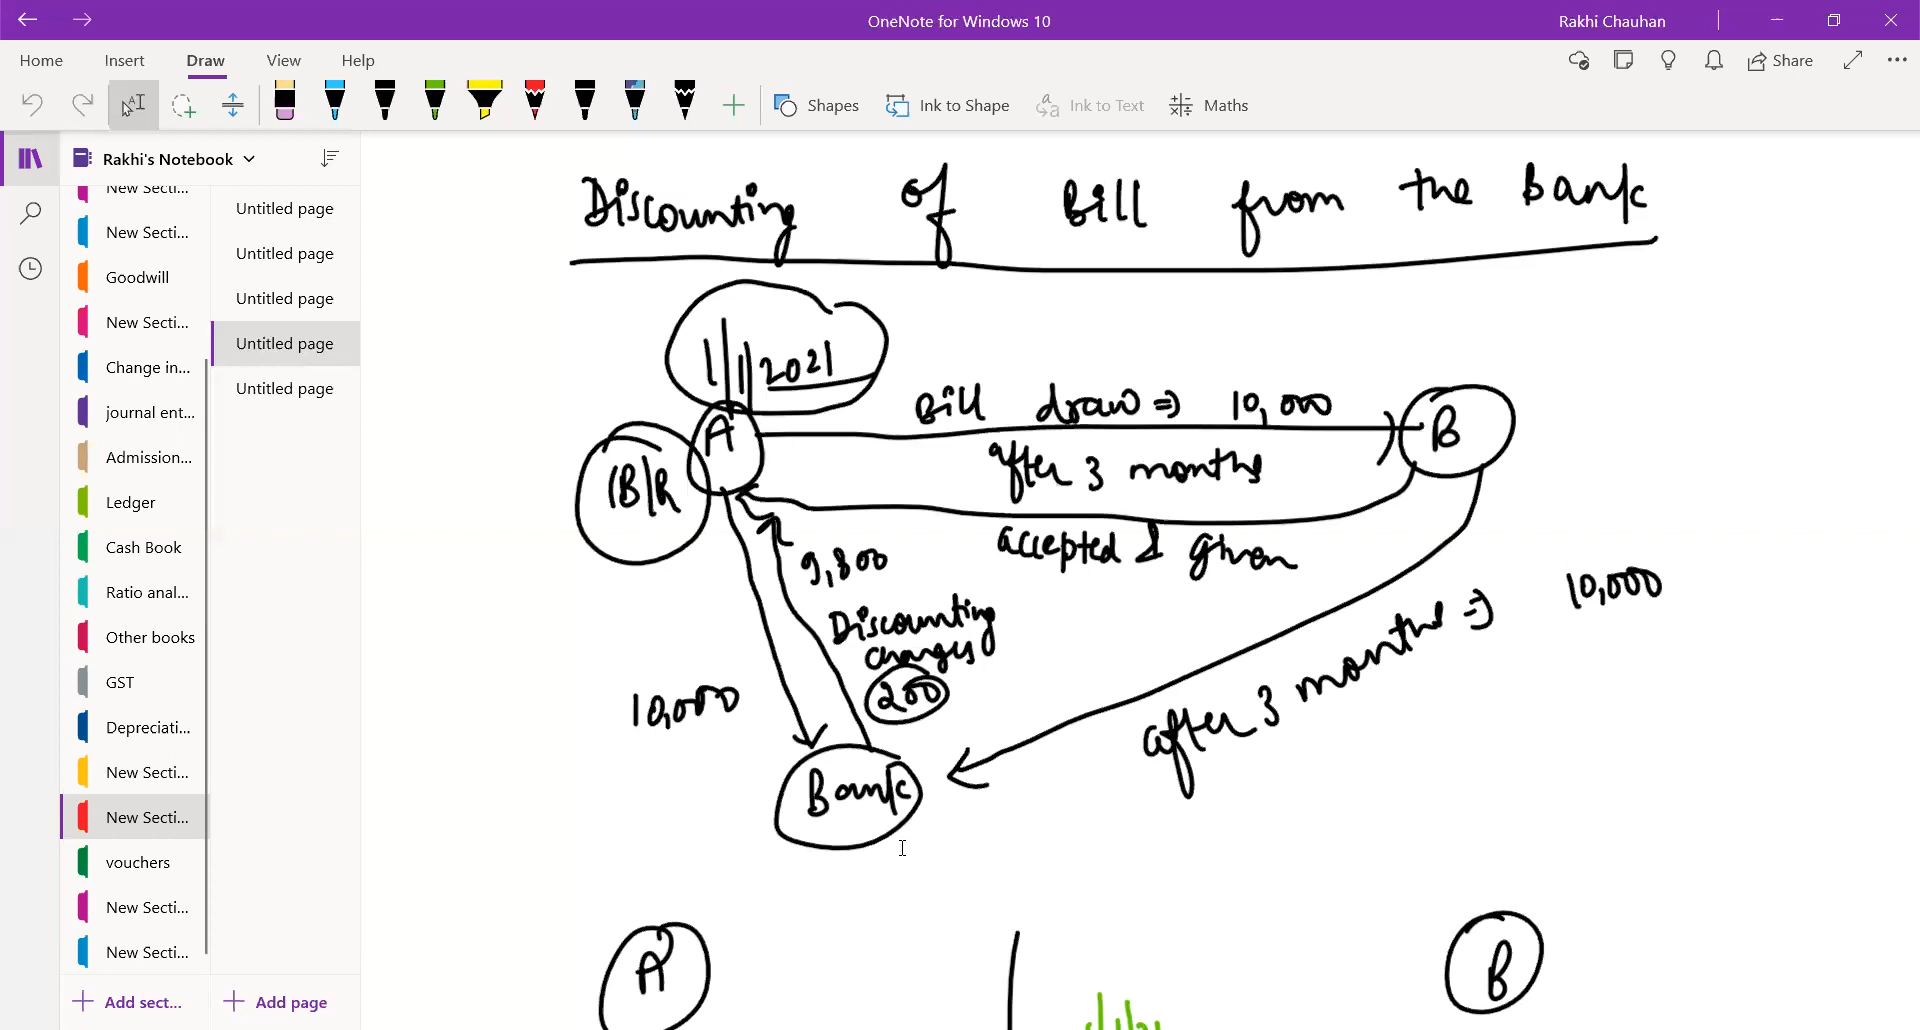 OneNote for Windows 10
Rakhi Chauhan
Home Insert Draw View Help
Share
Shapes Ink to Shape Ink to Text Maths
Rakhi's Notebook
New Secti...
New Secti...
Goodwill
New Secti...
Change in...
journal ent...
Admission...
Ledger
Cash Book
Ratio anal...
Other books
GST
Depreciati...
New Secti...
New Secti...
vouchers
New Secti...
New Secti...
Add sect...
Untitled page
Untitled page
Untitled page
Untitled page
Untitled page
Add page
Discounting of Bill from the Bank
1/1/2021
A
Bill draw ⇒ 10,000
B
B/R
after 3 months
accepted & given
9,800
Discounting
charges
200
10,000
after 3 months ⇒ 10,000
Bank
A
B
1/1/21